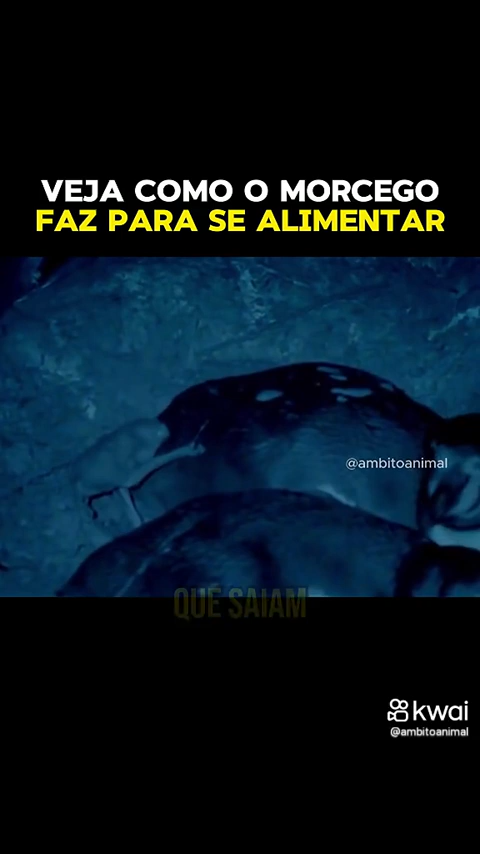 VEJA COMO O MORCEGO
FAZ PARA SE ALIMENTAR
@ambitoanimal
QUE SAIAM
kwai
@ambitoanimal